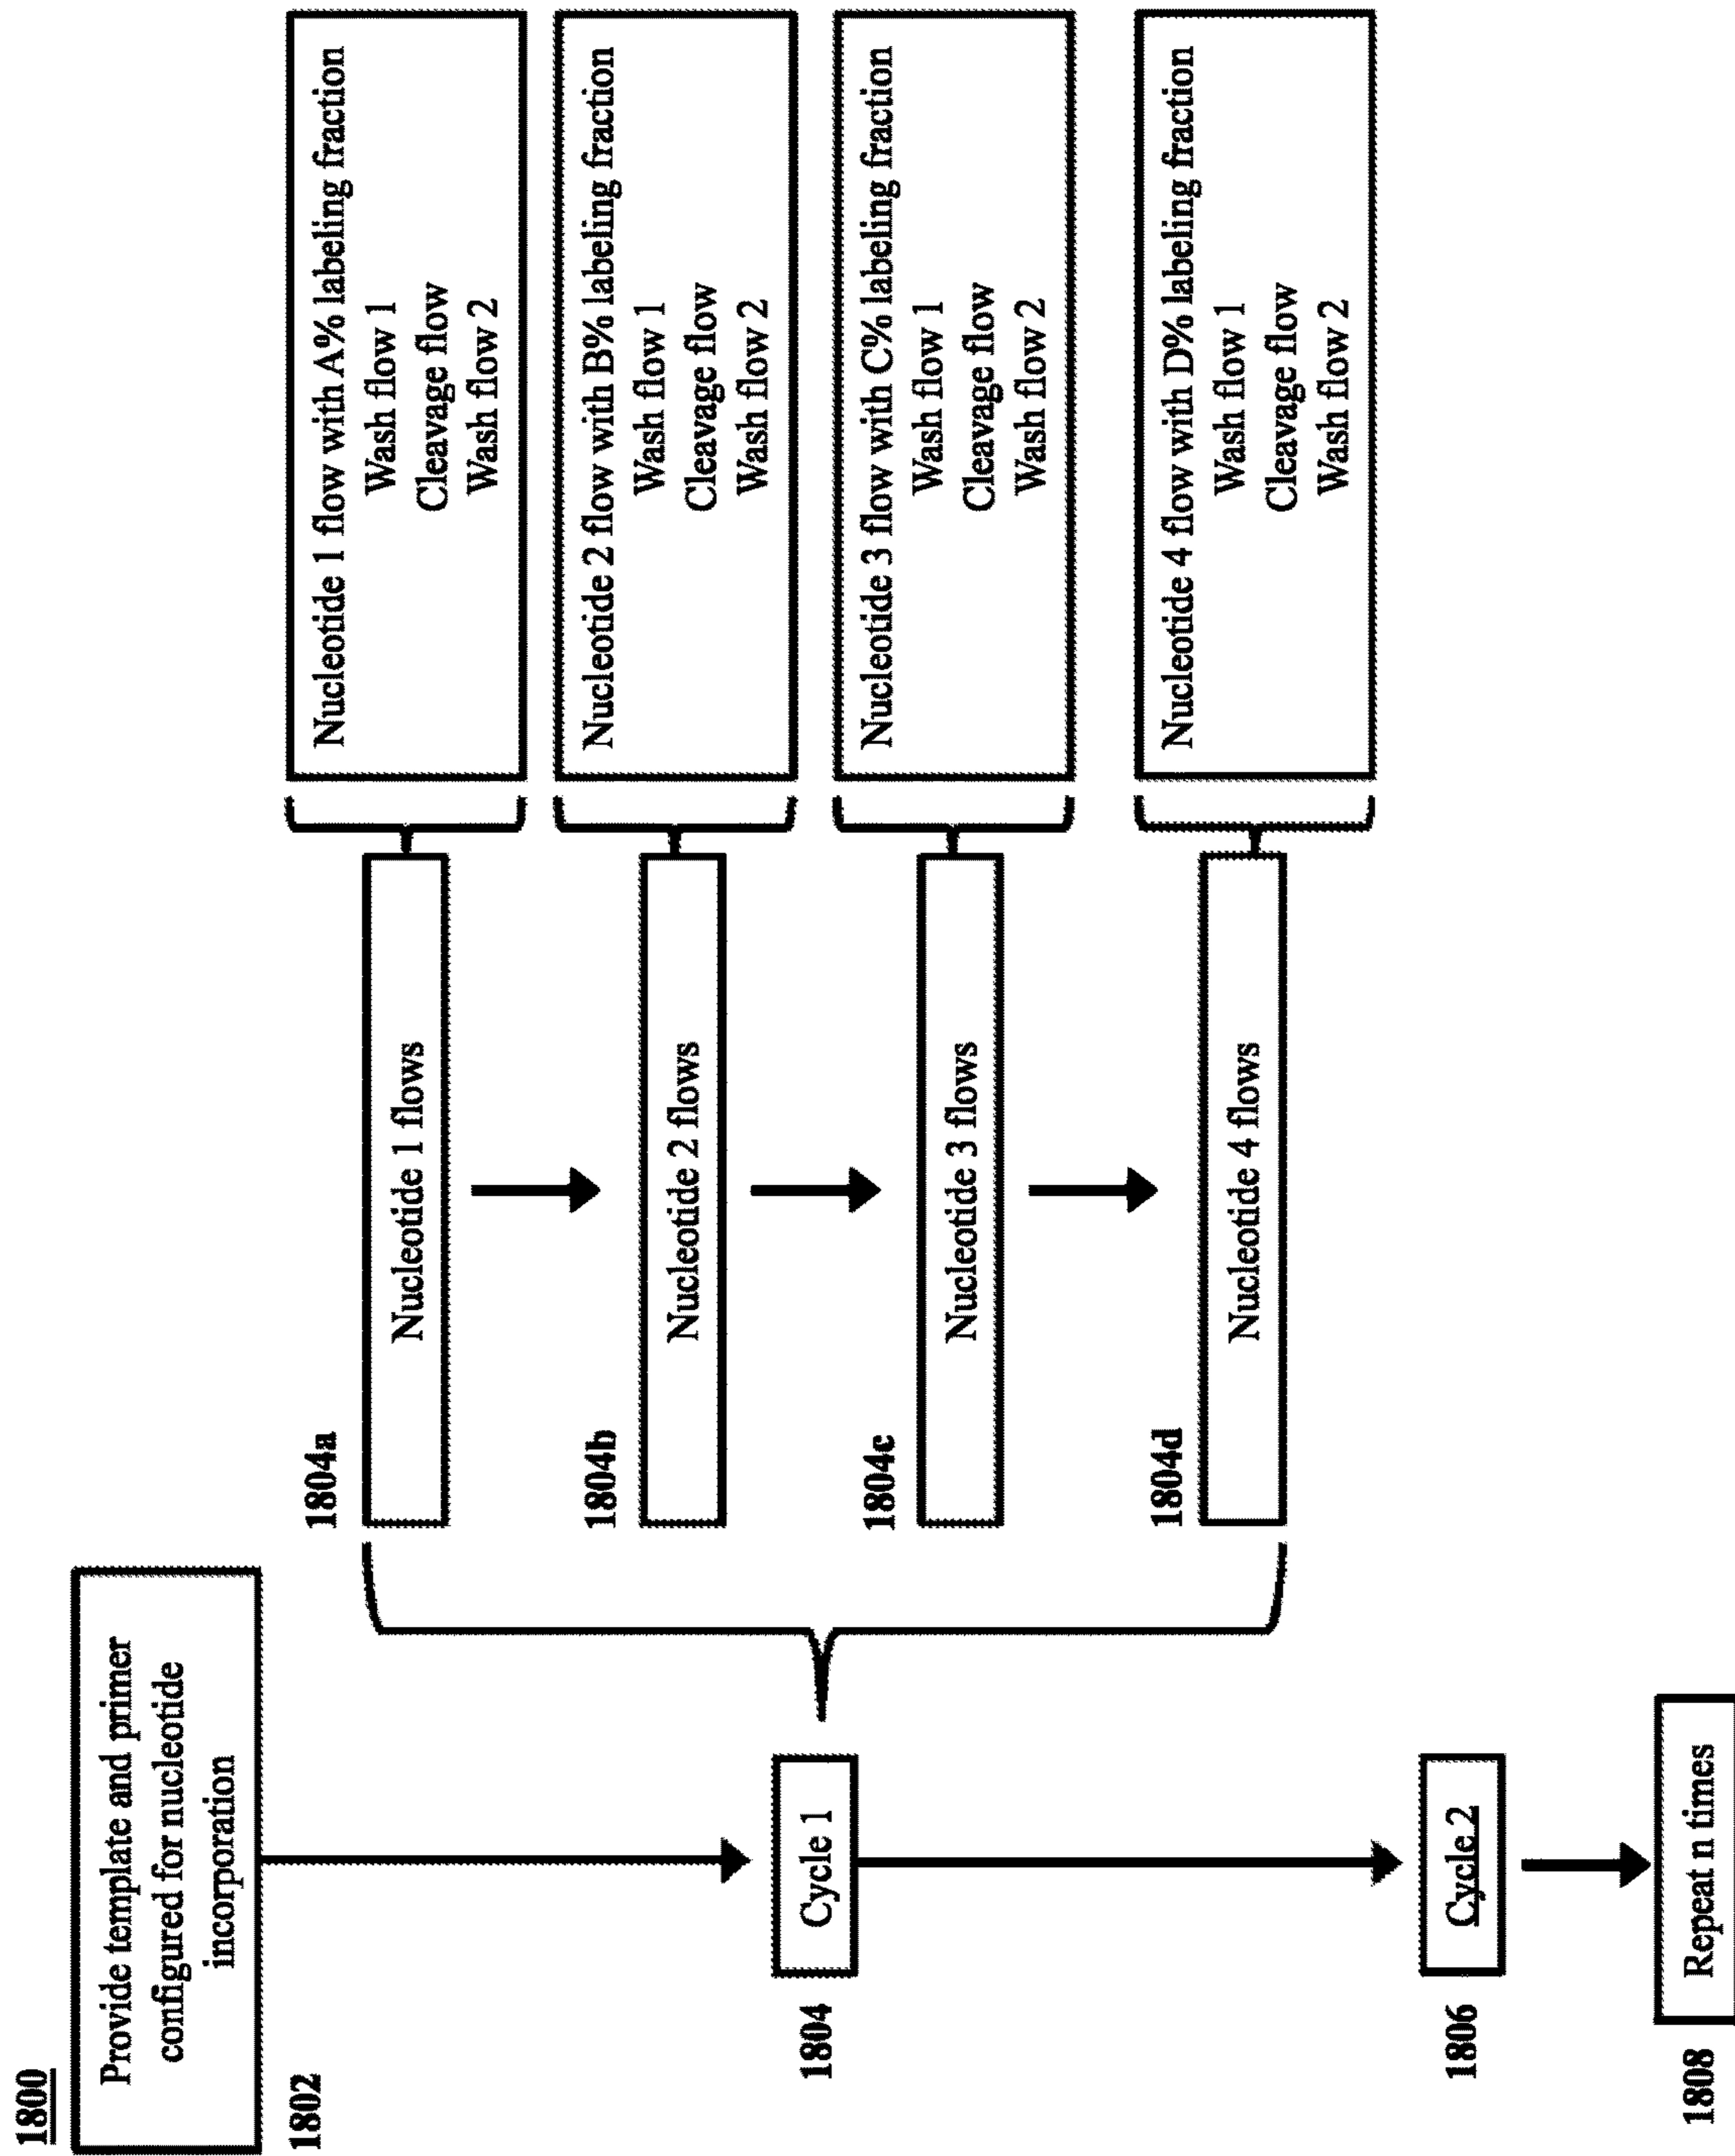 1800
Provide template and primer
configured for nucleotide
incorporation
1802
Cycle 1
1804
1804a
Nucleotide 1 flows
Nucleotide 1 flow with A% labeling fraction
Wash flow 1
Cleavage flow
Wash flow 2
1804b
Nucleotide 2 flows
Nucleotide 2 flow with B% labeling fraction
Wash flow 1
Cleavage flow
Wash flow 2
1804c
Nucleotide 3 flows
Nucleotide 3 flow with C% labeling fraction
Wash flow 1
Cleavage flow
Wash flow 2
1804d
Nucleotide 4 flows
Nucleotide 4 flow with D% labeling fraction
Wash flow 1
Cleavage flow
Wash flow 2
Cycle 2
1806
Repeat n times
1808